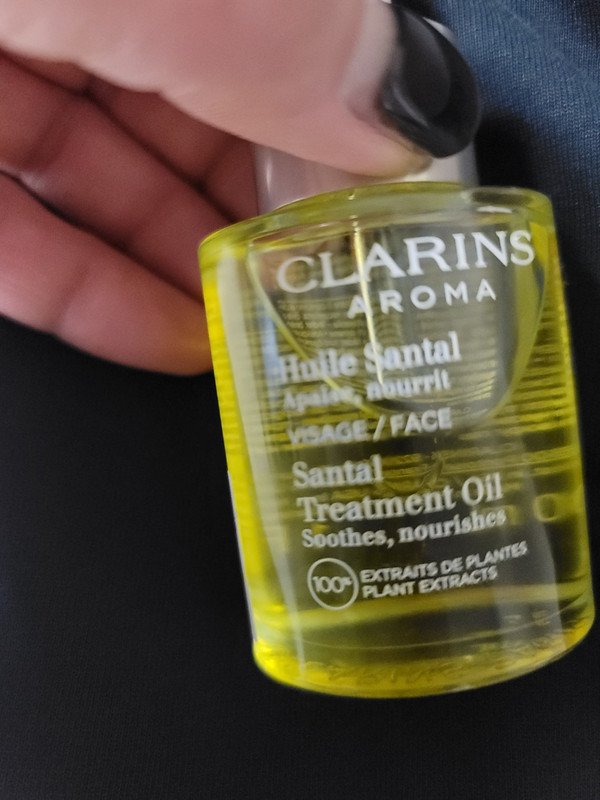 CLARINS
AROMA
Huile Santal
Apaise, nourrit
VISAGE / FACE
Santal
Treatment Oil
Soothes, nourishes
100%
EXTRAITS DE PLANTES
PLANT EXTRACTS